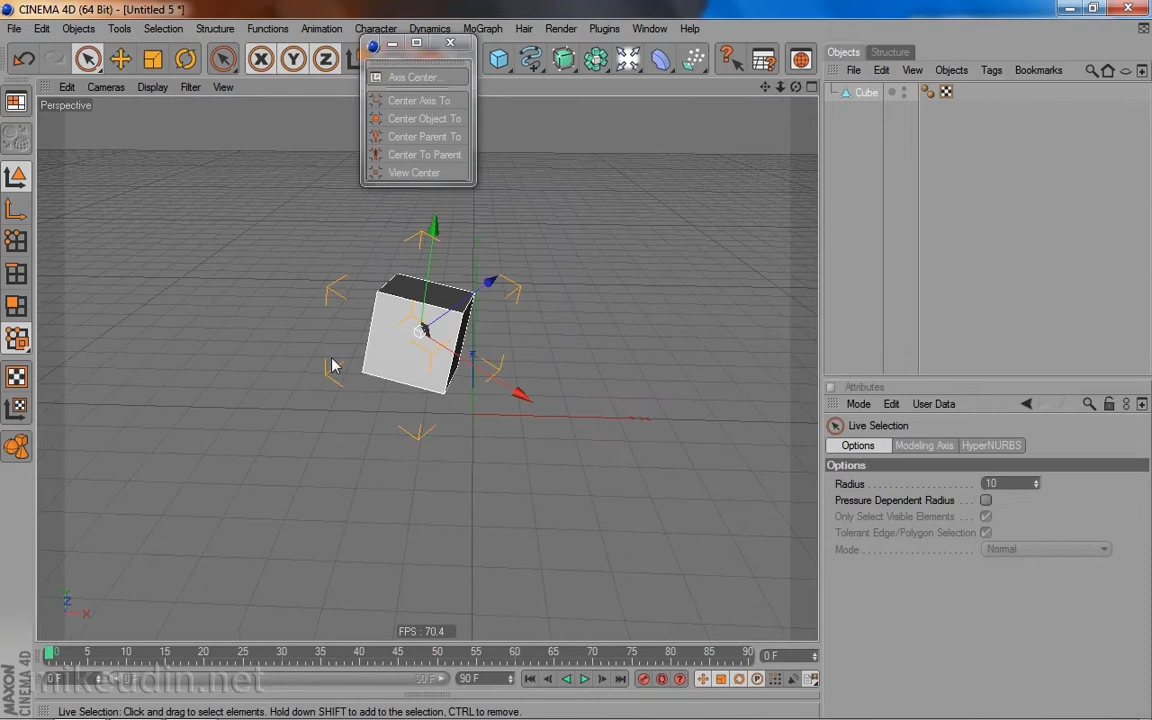 CINEMA 4D (64 Bit) - [Untitled 5 *]
File Edit Objects Tools Selection Structure Functions Animation Character Dynamics MoGraph Hair Render Plugins Window Help
X Y Z
Axis Center...
Center Axis To
Center Object To
Center Parent To
Center To Parent
View Center
Edit Cameras Display Filter View
Perspective
FPS : 70.4
Objects Structure
File Edit View Objects Tags Bookmarks
Cube
Attributes
Mode Edit User Data
Live Selection
Options Modeling Axis HyperNURBS
Options
Radius 10
Pressure Dependent Radius
Only Select Visible Elements
Tolerant Edge/Polygon Selection
Mode Normal
Y
Z
X
0 5 10 15 20 25 30 35 40 45 50 55 60 65 70 75 80 85 90 0 F
0 F 0 F 90 F 90 F
nikcudin.net
MAXON
CINEMA 4D
Live Selection: Click and drag to select elements. Hold down SHIFT to add to the selection, CTRL to remove.